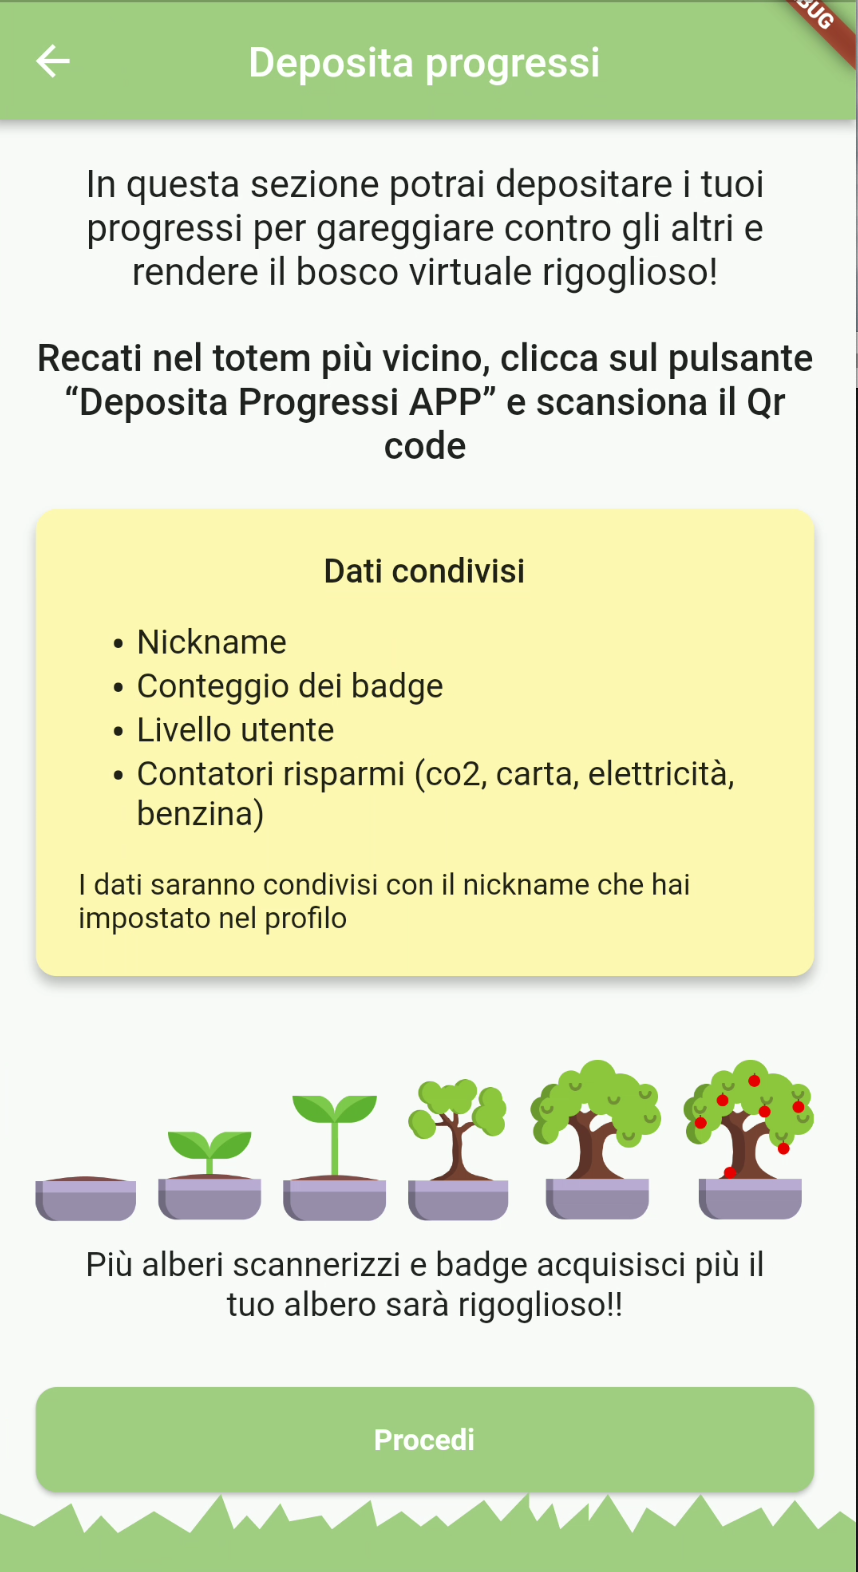 Deposita progressi
In questa sezione potrai depositare i tuoi
progressi per gareggiare contro gli altri e
rendere il bosco virtuale rigoglioso!
Recati nel totem più vicino, clicca sul pulsante
“Deposita Progressi APP” e scansiona il Qr
code
Dati condivisi
• Nickname
• Conteggio dei badge
• Livello utente
• Contatori risparmi (co2, carta, elettricità,
benzina)
I dati saranno condivisi con il nickname che hai
impostato nel profilo
Più alberi scannerizzi e badge acquisisci più il
tuo albero sarà rigoglioso!!
Procedi